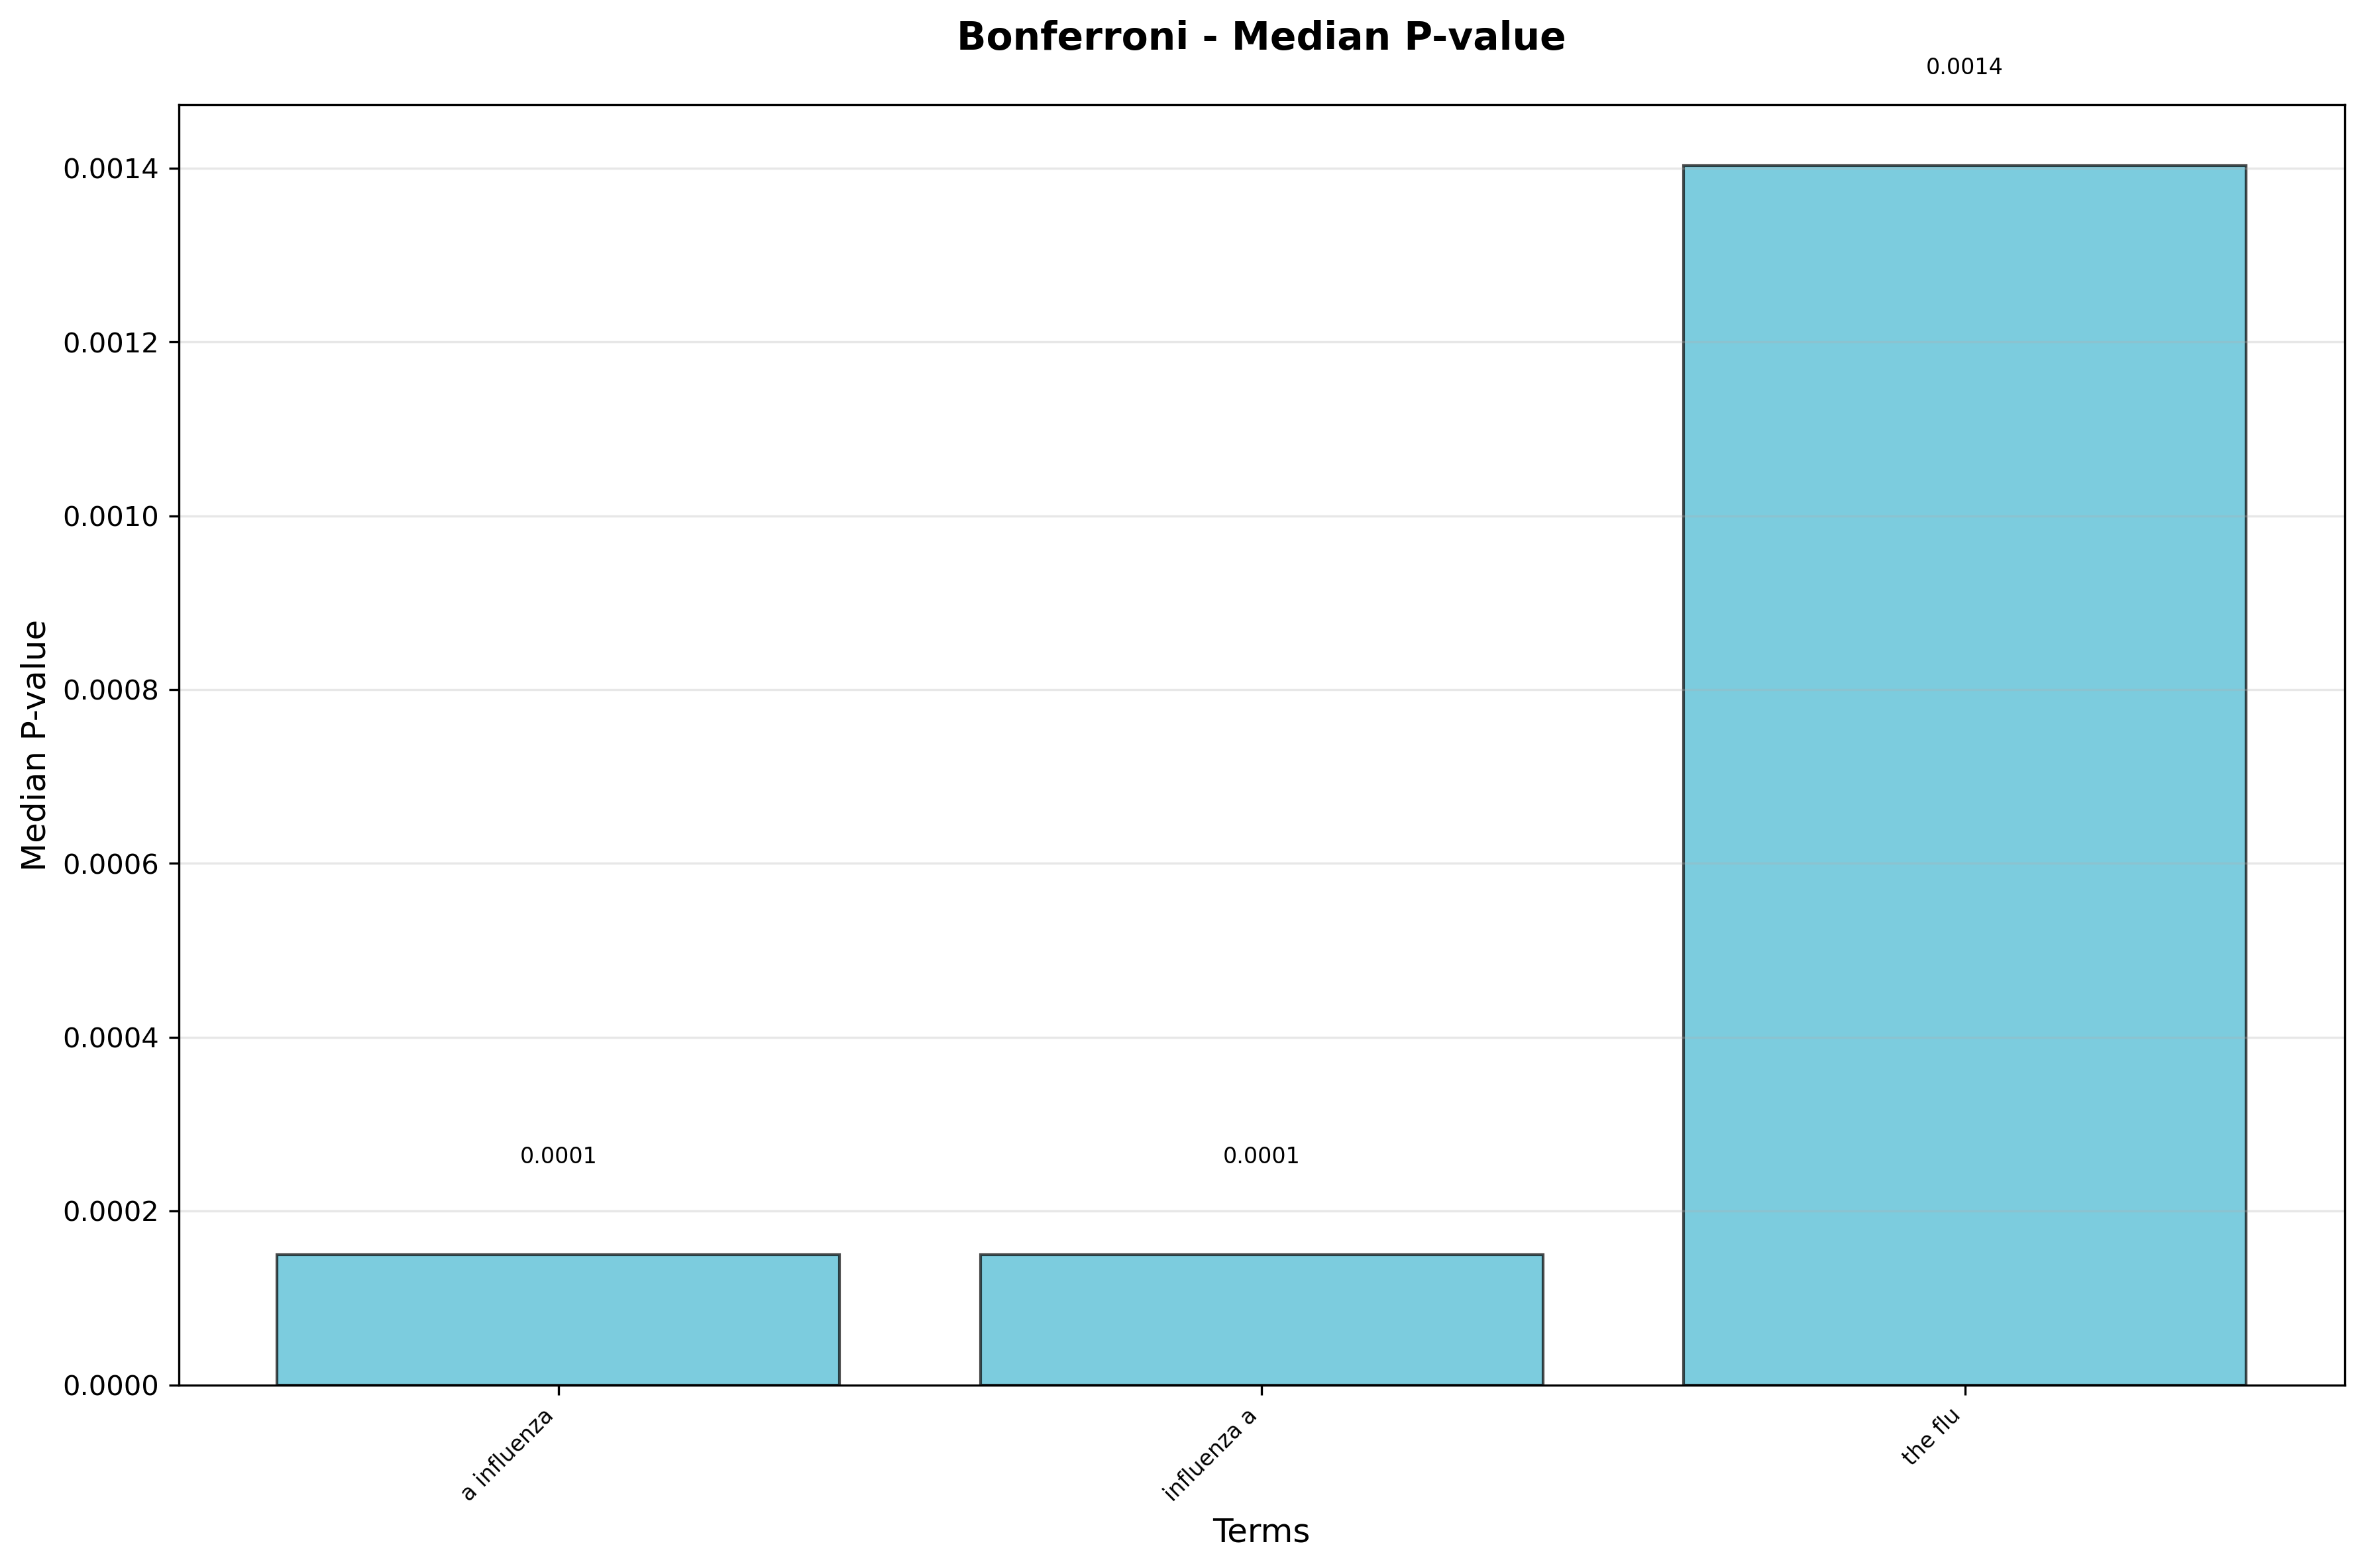 Bonferroni - Median P-value
0.0014
0.0014
0.0012
0.0010
0.0008
0.0006
0.0004
0.0002
0.0000
Median P-value
0.0001
0.0001
a influenza
influenza a
the flu
Terms